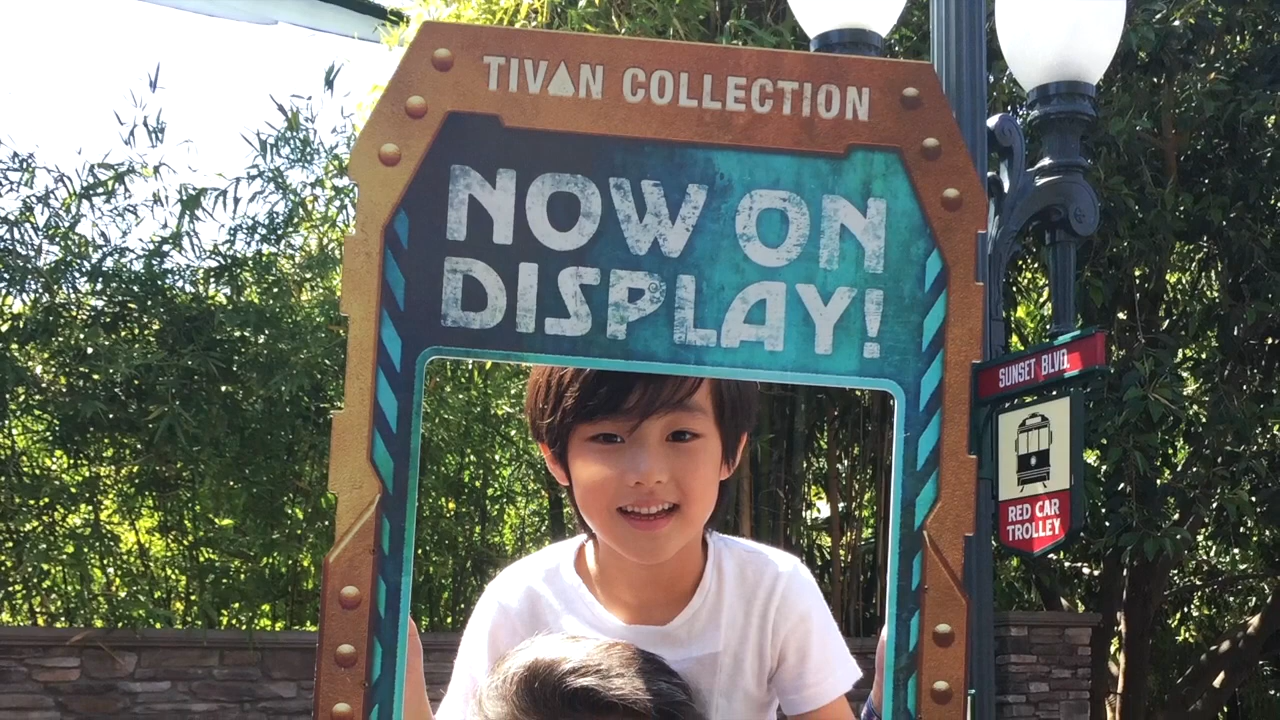 TIVAN COLLECTION
NOW ON
DISPLAY!
SUNSET BLVD.
RED CAR
TROLLEY